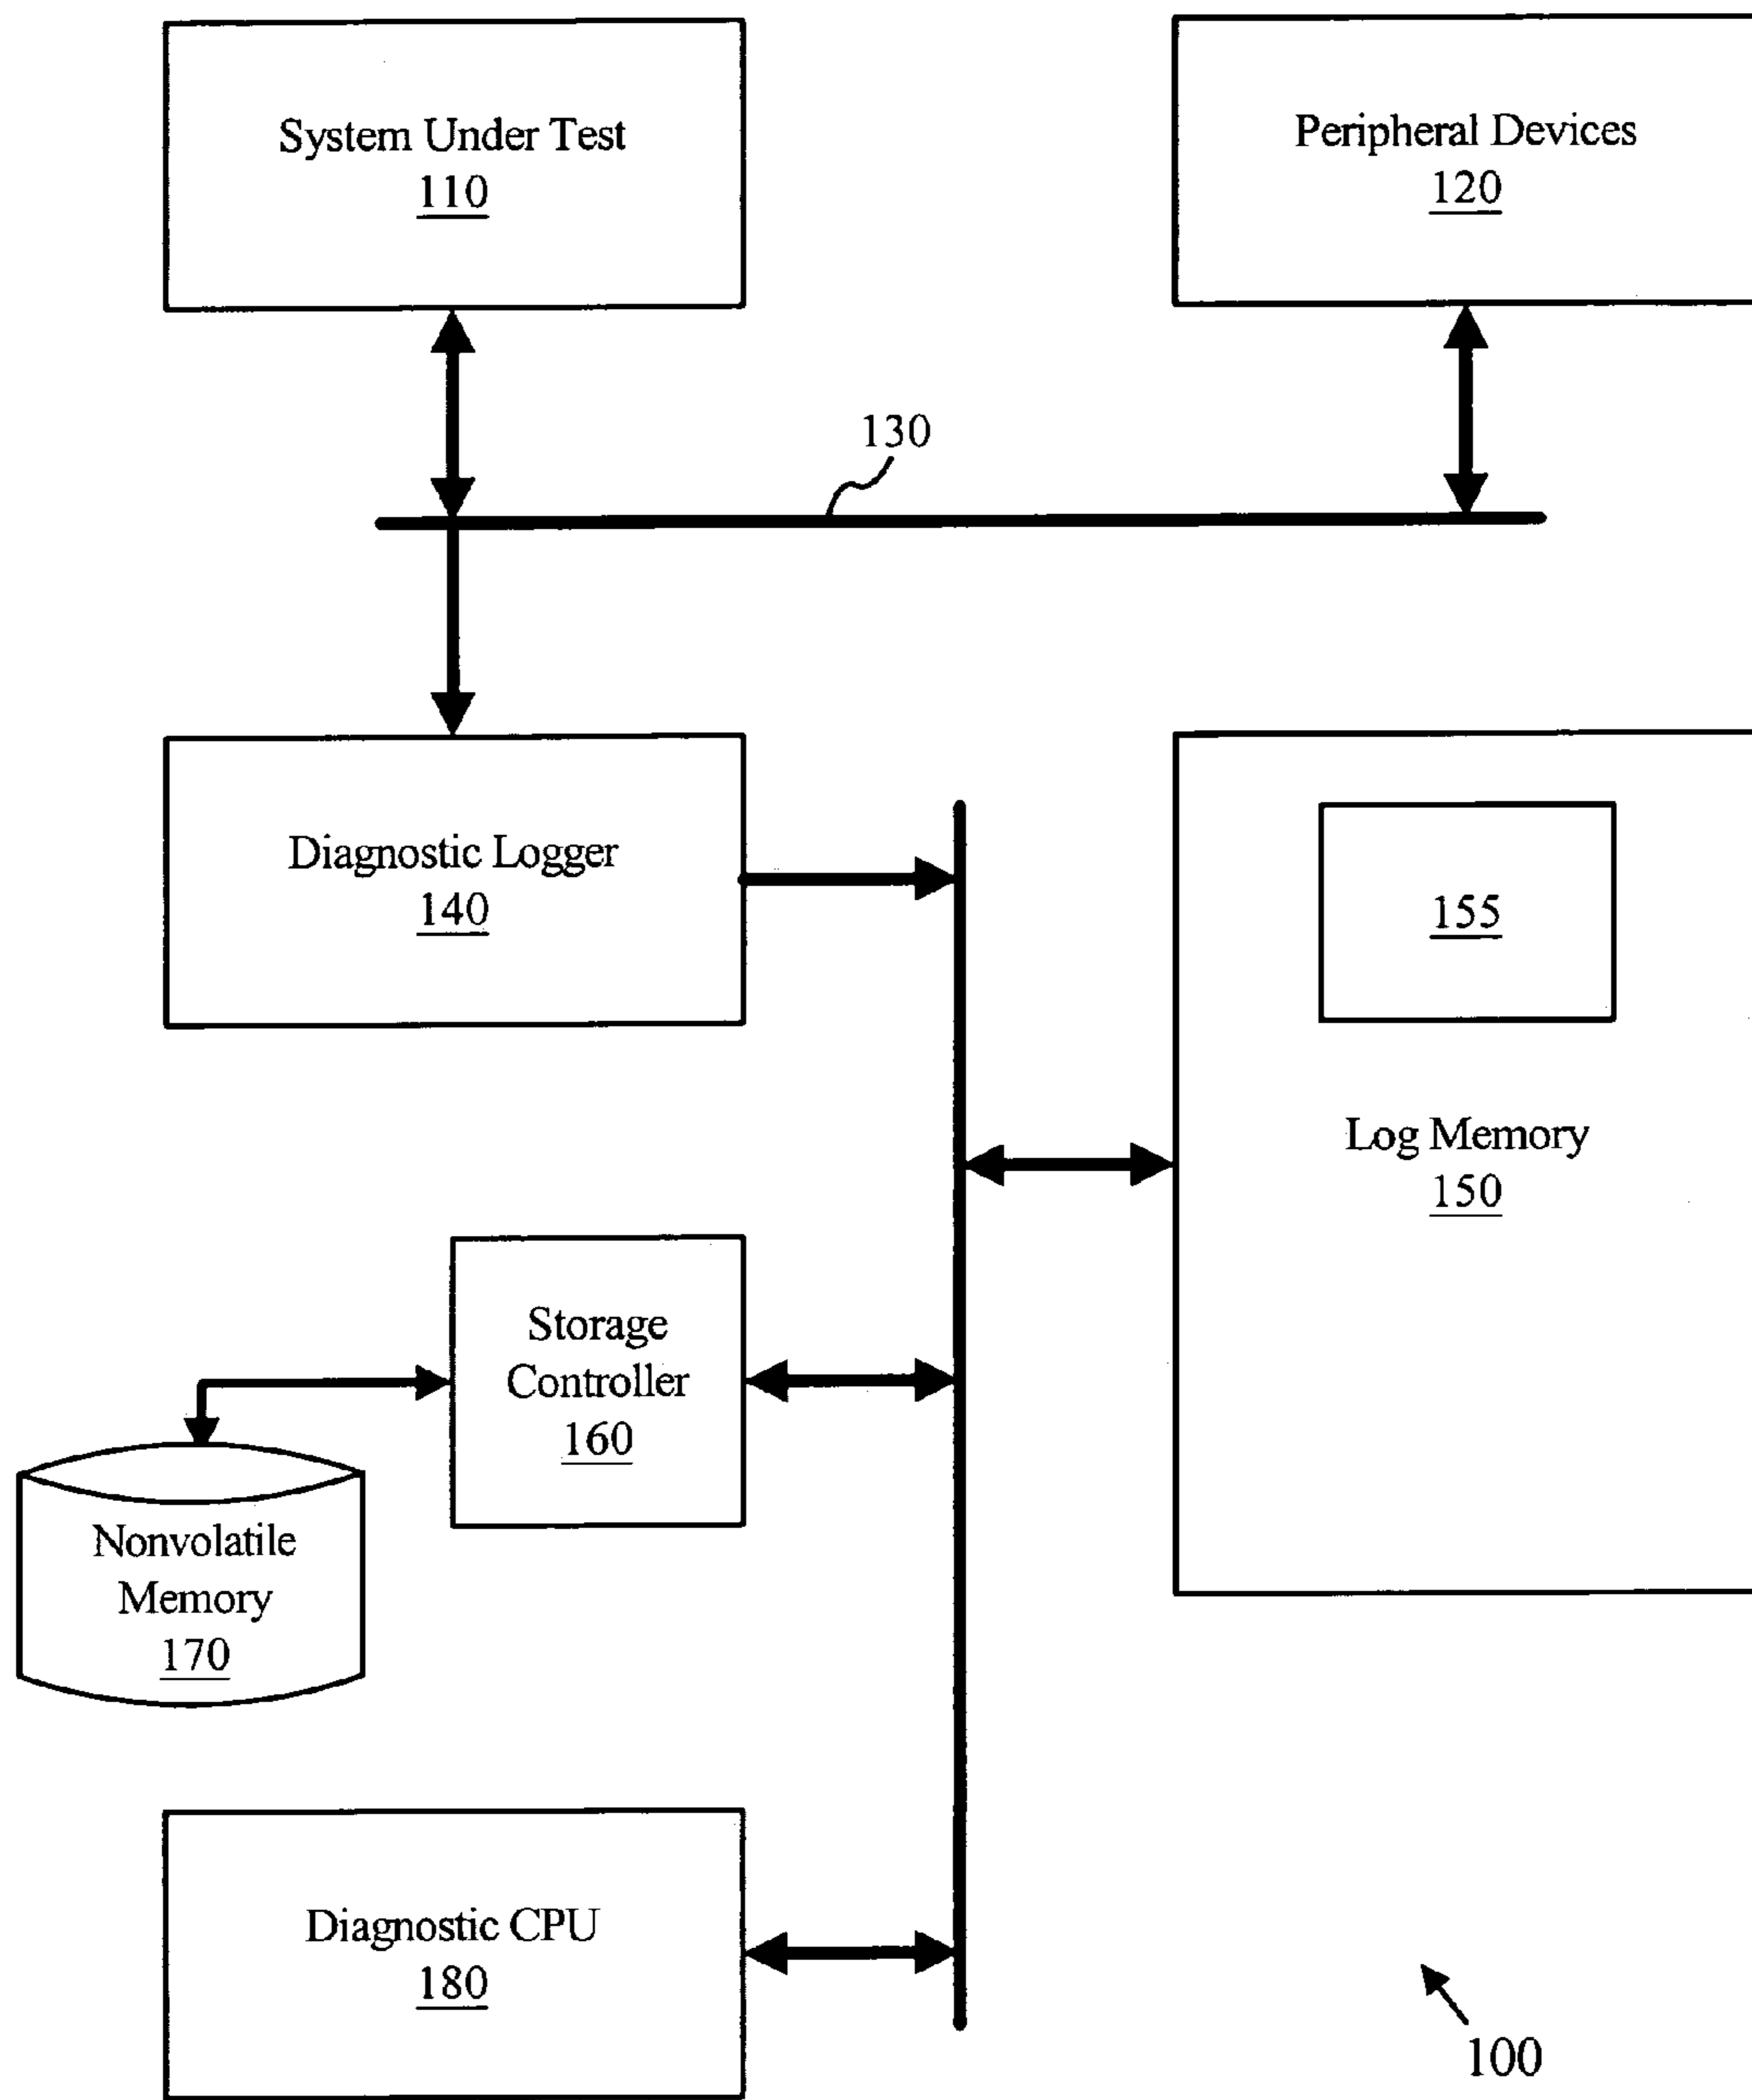 System Under Test
110
Peripheral Devices
120
130
Diagnostic Logger
140
155
Log Memory
150
Storage
Controller
160
Nonvolatile
Memory
170
Diagnostic CPU
180
100